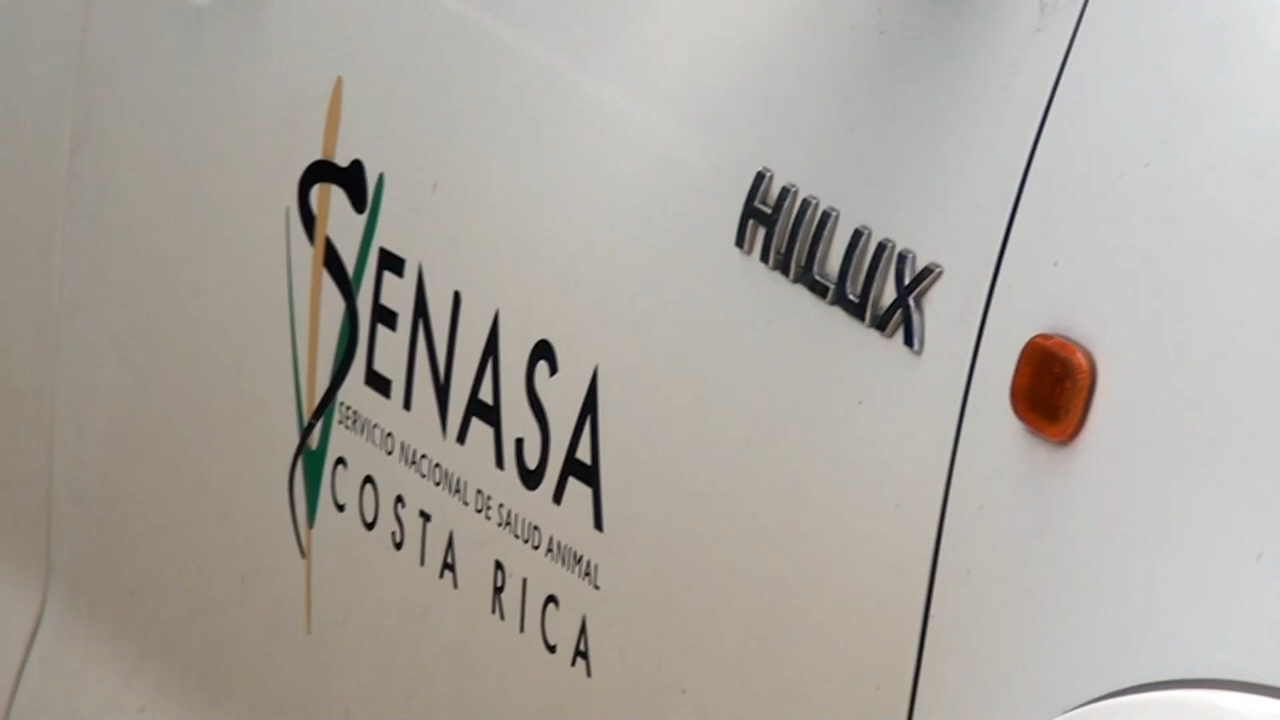 SENASA
SERVICIO NACIONAL DE SALUD ANIMAL
COSTA RICA
HILUX